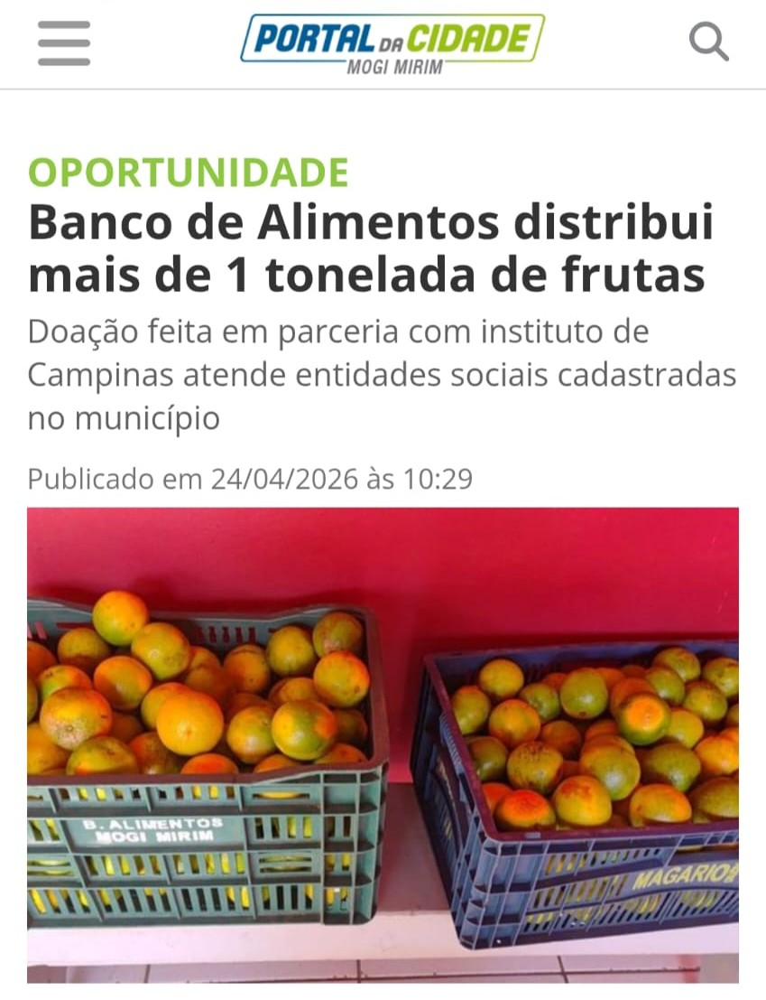 PORTAL DA CIDADE
MOGI MIRIM
OPORTUNIDADE
Banco de Alimentos distribui
mais de 1 tonelada de frutas
Doação feita em parceria com instituto de
Campinas atende entidades sociais cadastradas
no município
Publicado em 24/04/2026 às 10:29
B. ALIMENTOS
MOGI MIRIM